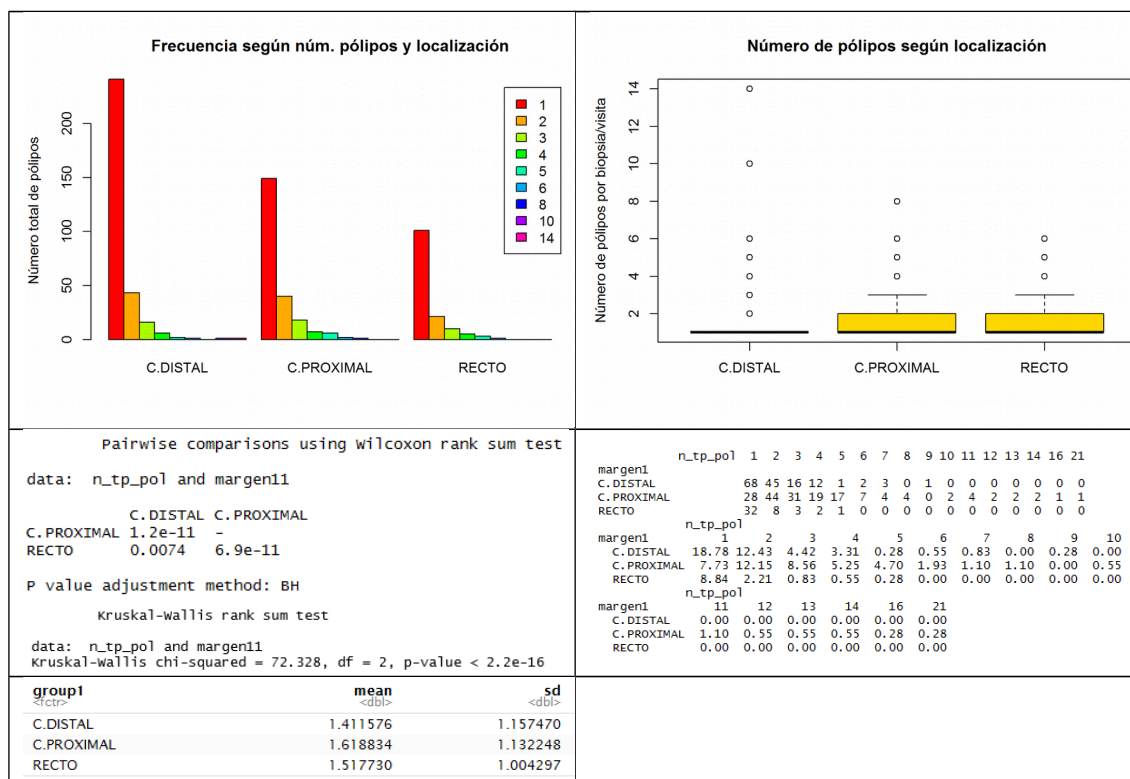 Frecuencia según núm. pólipos y localización
Número total de pólipos
200
150
100
50
0
1
2
3
4
5
6
8
10
14
C.DISTAL C.PROXIMAL RECTO
Número de pólipos según localización
Número de pólipos por biopsia/visita
14
12
10
8
6
4
2
C.DISTAL C.PROXIMAL RECTO
Pairwise comparisons using Wilcoxon rank sum test
data: n_tp_pol and margen11
C.DISTAL C.PROXIMAL
C.PROXIMAL 1.2e-11 -
RECTO 0.0074 6.9e-11
P value adjustment method: BH
Kruskal-Wallis rank sum test
data: n_tp_pol and margen11
Kruskal-Wallis chi-squared = 72.328, df = 2, p-value < 2.2e-16
n_tp_pol 1 2 3 4 5 6 7 8 9 10 11 12 13 14 16 21
margen1
C.DISTAL 68 45 16 12 1 2 3 0 1 0 0 0 0 0 0 0
C.PROXIMAL 28 44 31 19 17 7 4 4 0 2 4 2 2 2 1 1
RECTO 32 8 3 2 1 0 0 0 0 0 0 0 0 0 0 0
n_tp_pol
margen1 1 2 3 4 5 6 7 8 9 10
C.DISTAL 18.78 12.43 4.42 3.31 0.28 0.55 0.83 0.00 0.28 0.00
C.PROXIMAL 7.73 12.15 8.56 5.25 4.70 1.93 1.10 1.10 0.00 0.55
RECTO 8.84 2.21 0.83 0.55 0.28 0.00 0.00 0.00 0.00 0.00
n_tp_pol
margen1 11 12 13 14 16 21
C.DISTAL 0.00 0.00 0.00 0.00 0.00 0.00
C.PROXIMAL 1.10 0.55 0.55 0.55 0.28 0.28
RECTO 0.00 0.00 0.00 0.00 0.00 0.00
group1 mean sd
<fctr> <dbl> <dbl>
C.DISTAL 1.411576 1.157470
C.PROXIMAL 1.618834 1.132248
RECTO 1.517730 1.004297